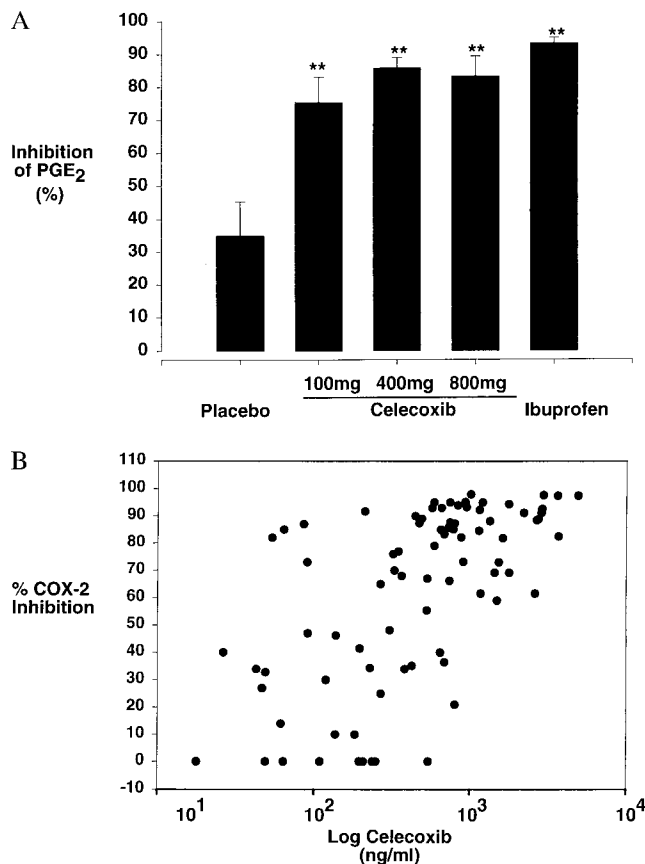 A
100
90
80
70
60
50
40
30
20
10
0
Inhibition
of PGE2
(%)
** ** ** **
100mg 400mg 800mg
Placebo Celecoxib Ibuprofen
B
110
100
90
80
70
60
50
40
30
20
10
0
-10
% COX-2
Inhibition
10^1 10^2 10^3 10^4
Log Celecoxib
(ng/ml)